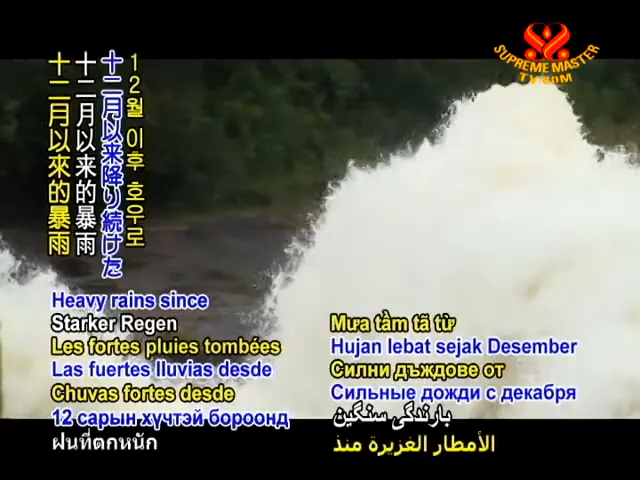 SUPREME MASTER
TV.COM
十二月以來的暴雨
十二月以来的暴雨
十二月以来降り続けた
12월 이후 호우로
Heavy rains since
Starker Regen
Les fortes pluies tombées
Las fuertes lluvias desde
Chuvas fortes desde
12 сарын хүчтэй бороонд
ฝนที่ตกหนัก
Mưa tầm tã từ
Hujan lebat sejak Desember
Силни дъждове от
Сильные дожди с декабря
بارندگی سنگین
الأمطار الغزيرة منذ